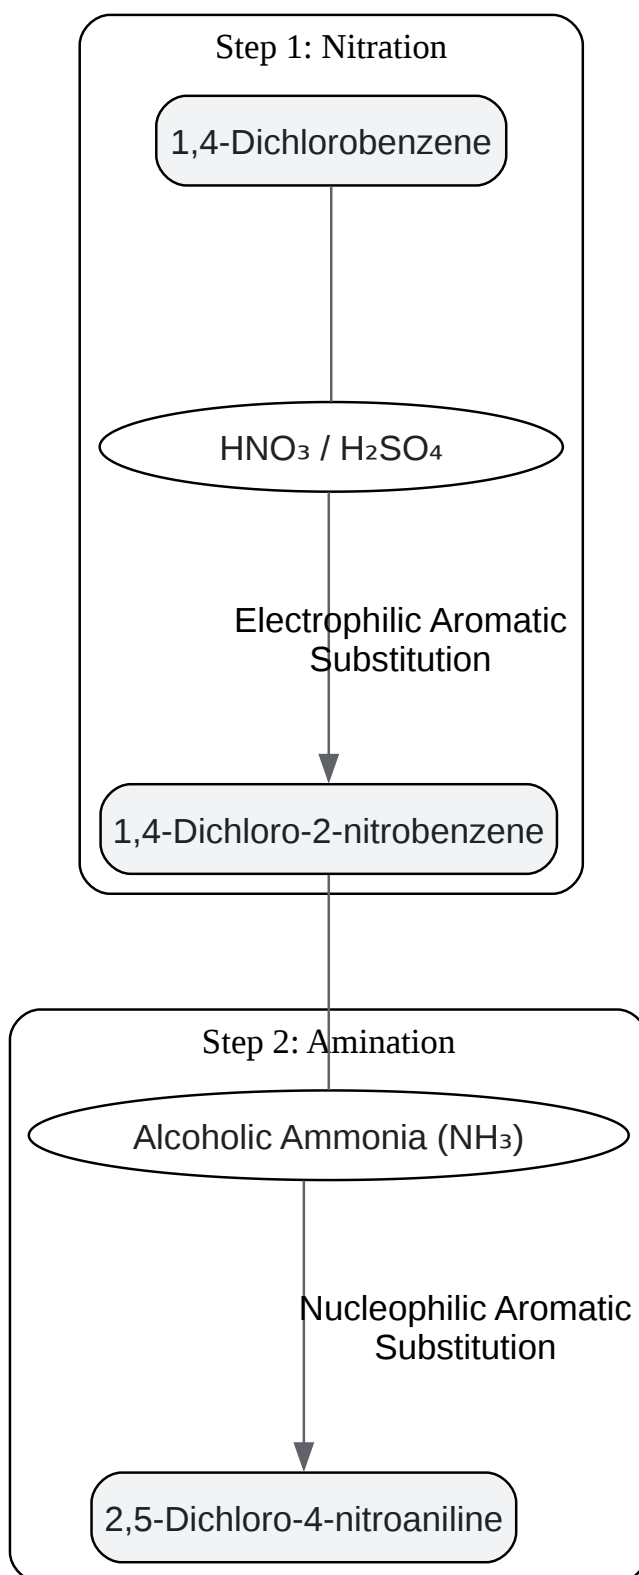 Step 1: Nitration
1,4-Dichlorobenzene
HNO₃ / H₂SO₄
Electrophilic Aromatic
Substitution
1,4-Dichloro-2-nitrobenzene
Step 2: Amination
Alcoholic Ammonia (NH₃)
Nucleophilic Aromatic
Substitution
2,5-Dichloro-4-nitroaniline